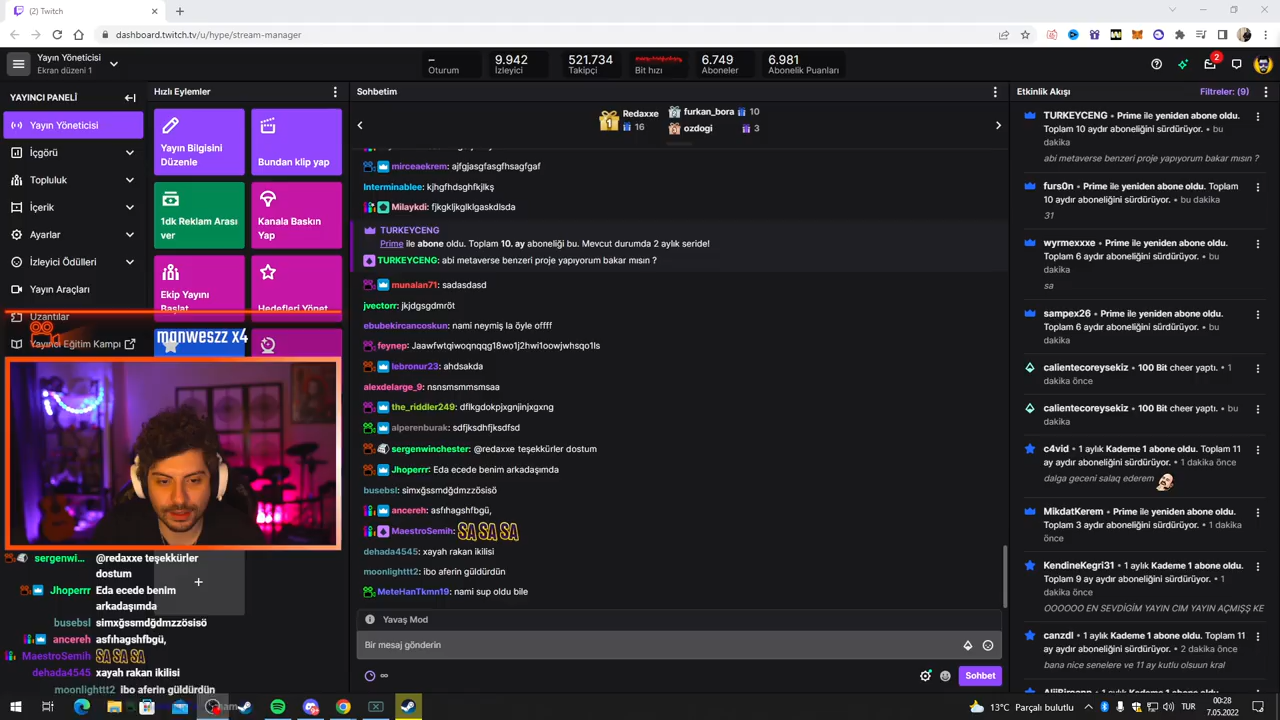 (2) Twitch
dashboard.twitch.tv/u/hype/stream-manager
Yayın Yöneticisi
Ekran düzeni 1
–
Oturum
9.942
İzleyici
521.734
Takipçi
Bit hızı
6.749
Aboneler
6.981
Abonelik Puanları
2
YAYINCI PANELİ
Yayın Yöneticisi
İçgörü
Topluluk
İçerik
Ayarlar
İzleyici Ödülleri
Yayın Araçları
Uzantılar
Yayıncı Eğitim Kampı
Hızlı Eylemler
Yayın Bilgisini
Düzenle
Bundan klip yap
1dk Reklam Arası
ver
Kanala Baskın
Yap
Ekip Yayını
Başlat
Hedefleri Yönet
manweszz x4
sergenwi... @redaxxe teşekkürler
dostum
Jhoperrr Eda ecede benim
arkadaşımda
busebsl simxğssmdğdmzzösisö
ancereh asfıhagshfbgü,
MaestroSemih SA SA SA
dehada4545 xayah rakan ikilisi
moonlighttt2 ibo aferin güldürdün
Sohbetim
1
Redaxxe
16
furkan_bora 10
ozdogi 3
mirceaekrem: ajfgjasgfasgfhsagfgaf
Interminablee: kjhgfhdsghfkjlkş
Milaykdi: fjkgkljkglklgaskdlsda
TURKEYCENG
Prime ile abone oldu. Toplam 10. ay aboneliği bu. Mevcut durumda 2 aylık seride!
TURKEYCENG: abi metaverse benzeri proje yapıyorum bakar mısın ?
munalan71: sadasdasd
jvectorr: jkjdgsgdmröt
ebubekircancoskun: nami neymiş la öyle offff
feynep: Jaawfwtqiwoqnqqg18wo1j2hwi1oowjwhsqo1ls
lebronur23: ahdsakda
alexdelarge_9: nsnsmsmmsmsaa
the_riddler249: dflkgdokpjxgnjinjxgxng
alperenburak: sdfjksdhfjksdfsd
sergenwinchester: @redaxxe teşekkürler dostum
Jhoperrr: Eda ecede benim arkadaşımda
busebsl: simxğssmdğdmzzösisö
ancereh: asfıhagshfbgü,
MaestroSemih: SA SA SA
dehada4545: xayah rakan ikilisi
moonlighttt2: ibo aferin güldürdün
MeteHanTkmn19: nami sup oldu bile
Yavaş Mod
Bir mesaj gönderin
∞
Sohbet
Etkinlik Akışı
Filtreler: (9)
TURKEYCENG • Prime ile yeniden abone oldu.
Toplam 10 aydır aboneliğini sürdürüyor. • bu
dakika
abi metaverse benzeri proje yapıyorum bakar mısın ?
furs0n • Prime ile yeniden abone oldu. Toplam
10 aydır aboneliğini sürdürüyor. • bu dakika
31
wyrmexxxe • Prime ile yeniden abone oldu.
Toplam 6 aydır aboneliğini sürdürüyor. • bu
dakika
sa
sampex26 • Prime ile yeniden abone oldu.
Toplam 6 aydır aboneliğini sürdürüyor. • bu
dakika
calientecoreysekiz • 100 Bit cheer yaptı. • 1
dakika önce
calientecoreysekiz • 100 Bit cheer yaptı. • bu
dakika
c4vid • 1 aylık Kademe 1 abone oldu. Toplam 11
ay aydır aboneliğini sürdürüyor. • 1 dakika önce
dalga geceni salaq ederem
MikdatKerem • Prime ile yeniden abone oldu.
Toplam 3 aydır aboneliğini sürdürüyor. • 1 dakika
önce
KendineKegri31 • 1 aylık Kademe 1 abone oldu.
Toplam 9 ay aydır aboneliğini sürdürüyor. • 1
dakika önce
OOOOOO EN SEVDİGİM YAYIN CIM YAYIN AÇMIŞŞ KE
canzdl • 1 aylık Kademe 1 abone oldu. Toplam 11
ay aydır aboneliğini sürdürüyor. • 2 dakika önce
bana nice senelere ve 11 ay kutlu olsuun kral
13°C Parçalı bulutlu
TUR
00:28
7.05.2022